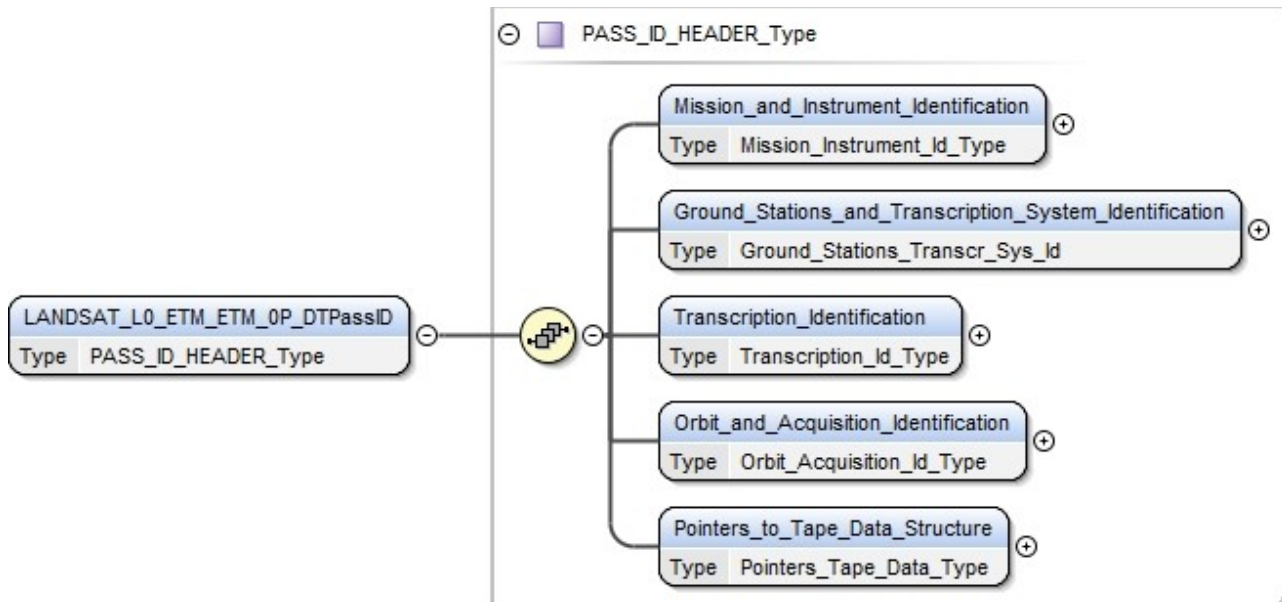 PASS_ID_HEADER_Type
Mission_and_Instrument_Identification
Type Mission_Instrument_Id_Type
Ground_Stations_and_Transcription_System_Identification
Type Ground_Stations_Transcr_Sys_Id
LANDSAT_L0_ETM_ETM_0P_DTPassID
Type PASS_ID_HEADER_Type
Transcription_Identification
Type Transcription_Id_Type
Orbit_and_Acquisition_Identification
Type Orbit_Acquisition_Id_Type
Pointers_to_Tape_Data_Structure
Type Pointers_Tape_Data_Type